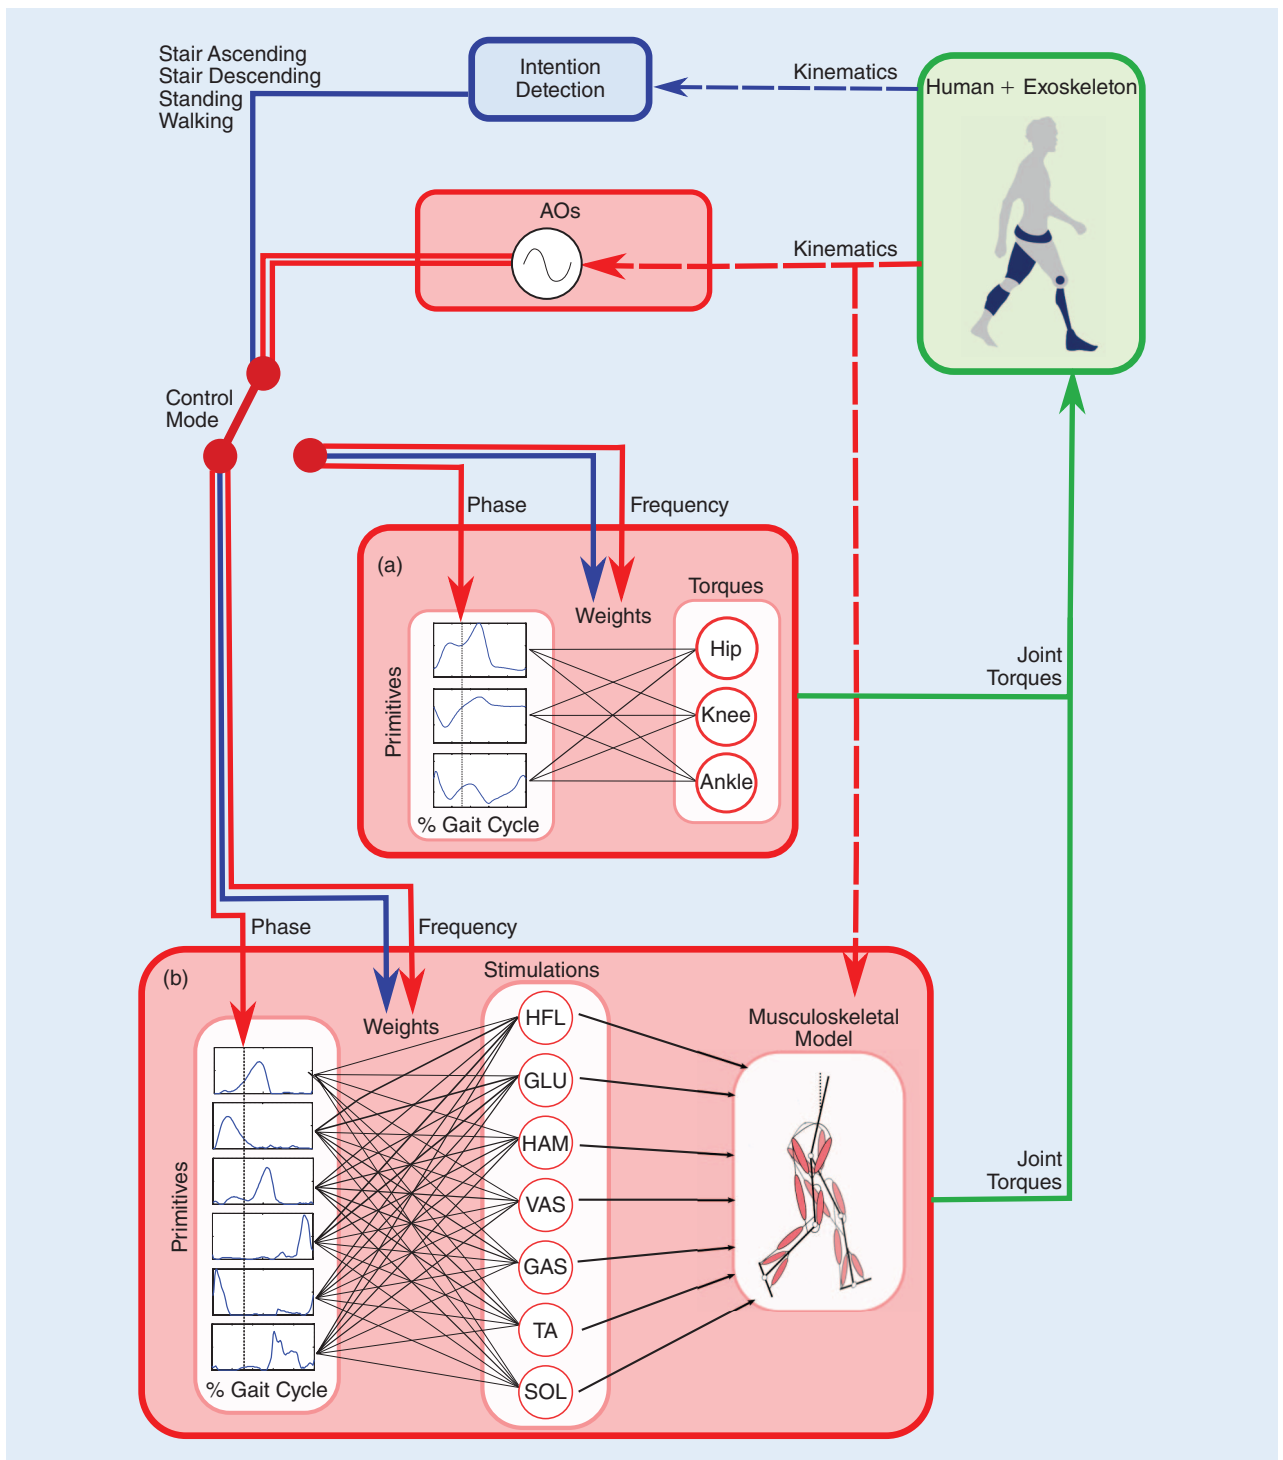 Stair Ascending
Stair Descending
Standing
Walking
Intention
Detection
Kinematics
Human + Exoskeleton
AOs
Kinematics
Control
Mode
Phase
Frequency
(a)
Torques
Weights
Primitives
Hip
Knee
Ankle
% Gait Cycle
Joint
Torques
Phase
Frequency
(b)
Stimulations
Weights
Musculoskeletal
Model
Primitives
HFL
GLU
HAM
VAS
GAS
TA
SOL
% Gait Cycle
Joint
Torques